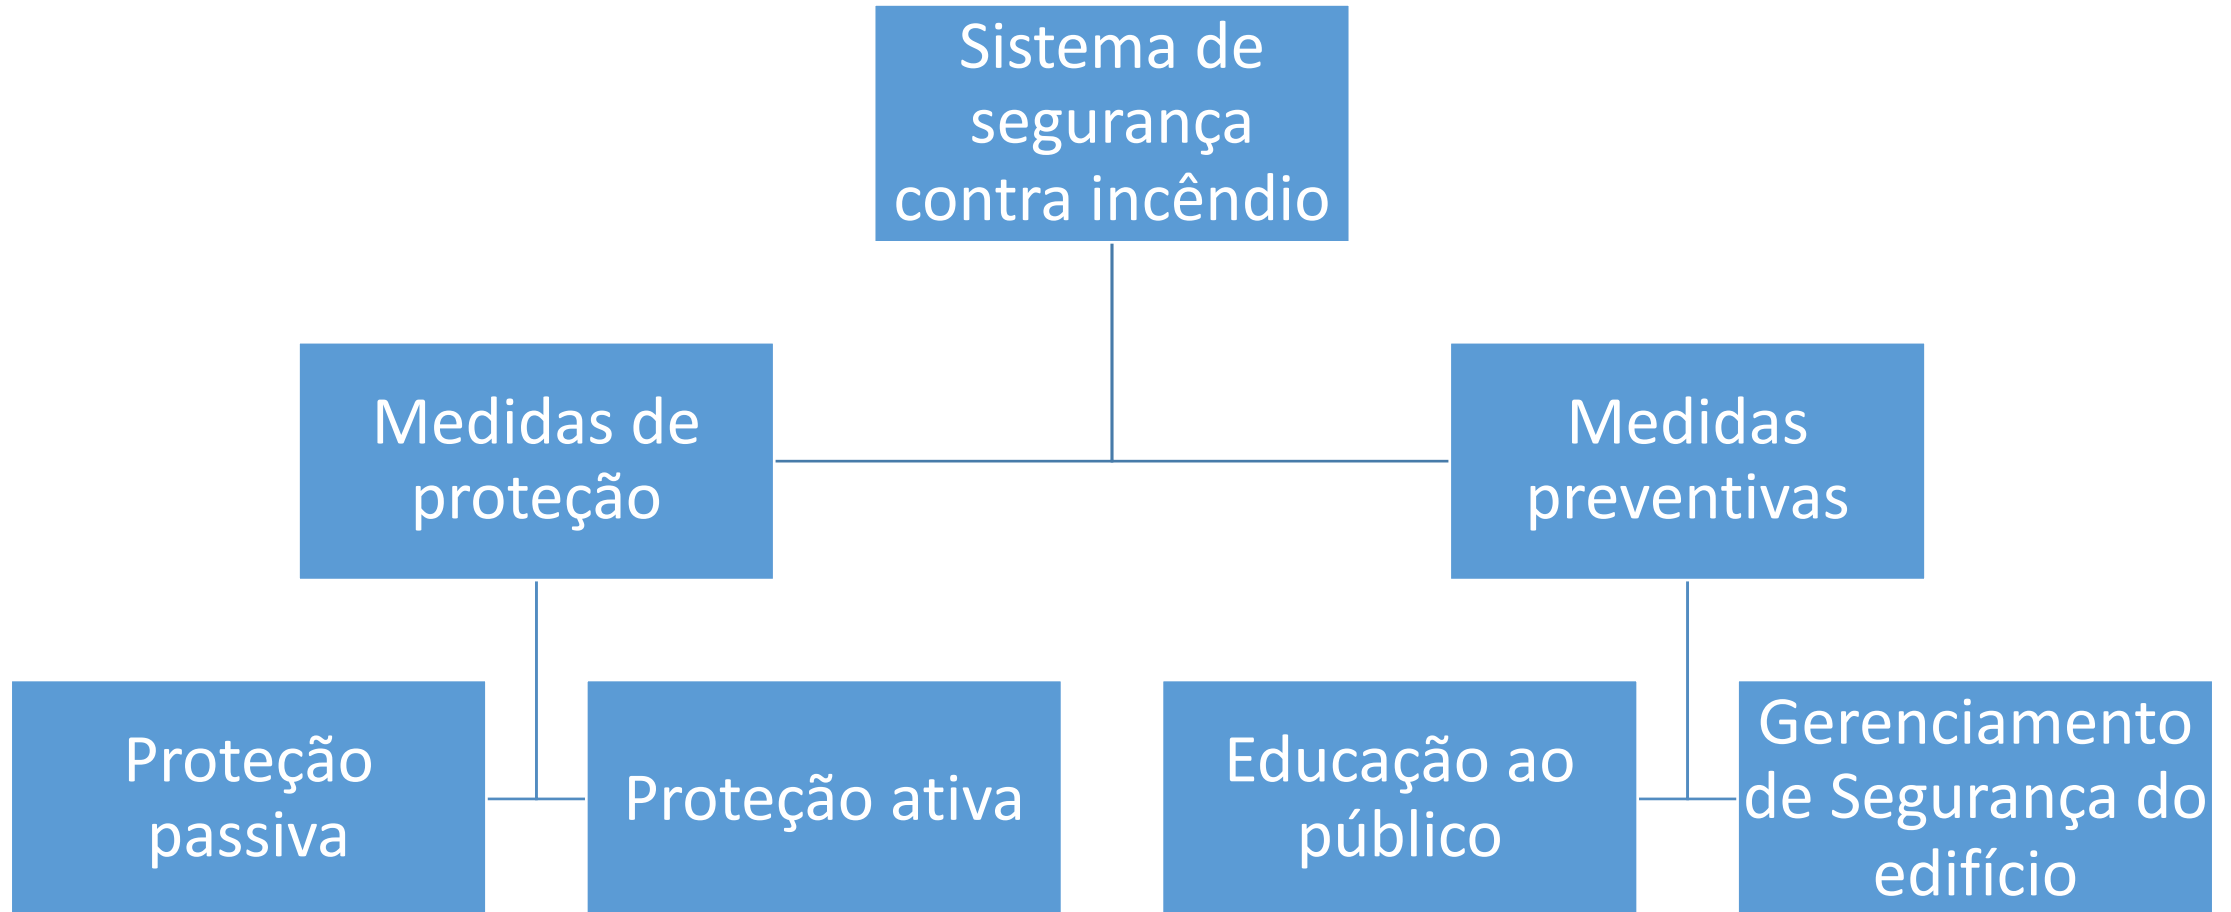 Sistema de
segurança
contra incêndio
Medidas de
proteção
Medidas
preventivas
Proteção
passiva
Proteção ativa
Educação ao
público
Gerenciamento
de Segurança do
edifício